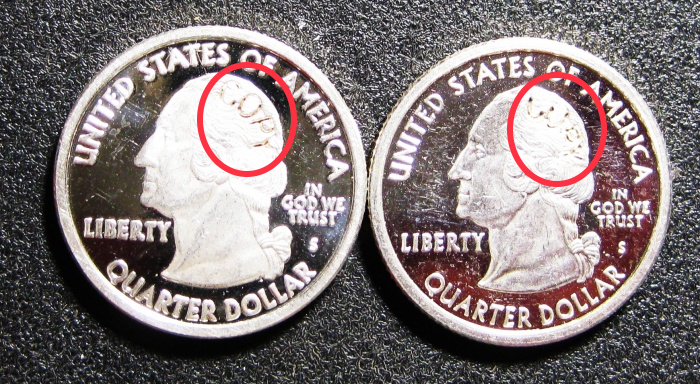 UNITED STATES OF AMERICA
COPY
IN
GOD WE
TRUST
LIBERTY
S
QUARTER DOLLAR
UNITED STATES OF AMERICA
IN
GOD WE
TRUST
LIBERTY
S
QUARTER DOLLAR